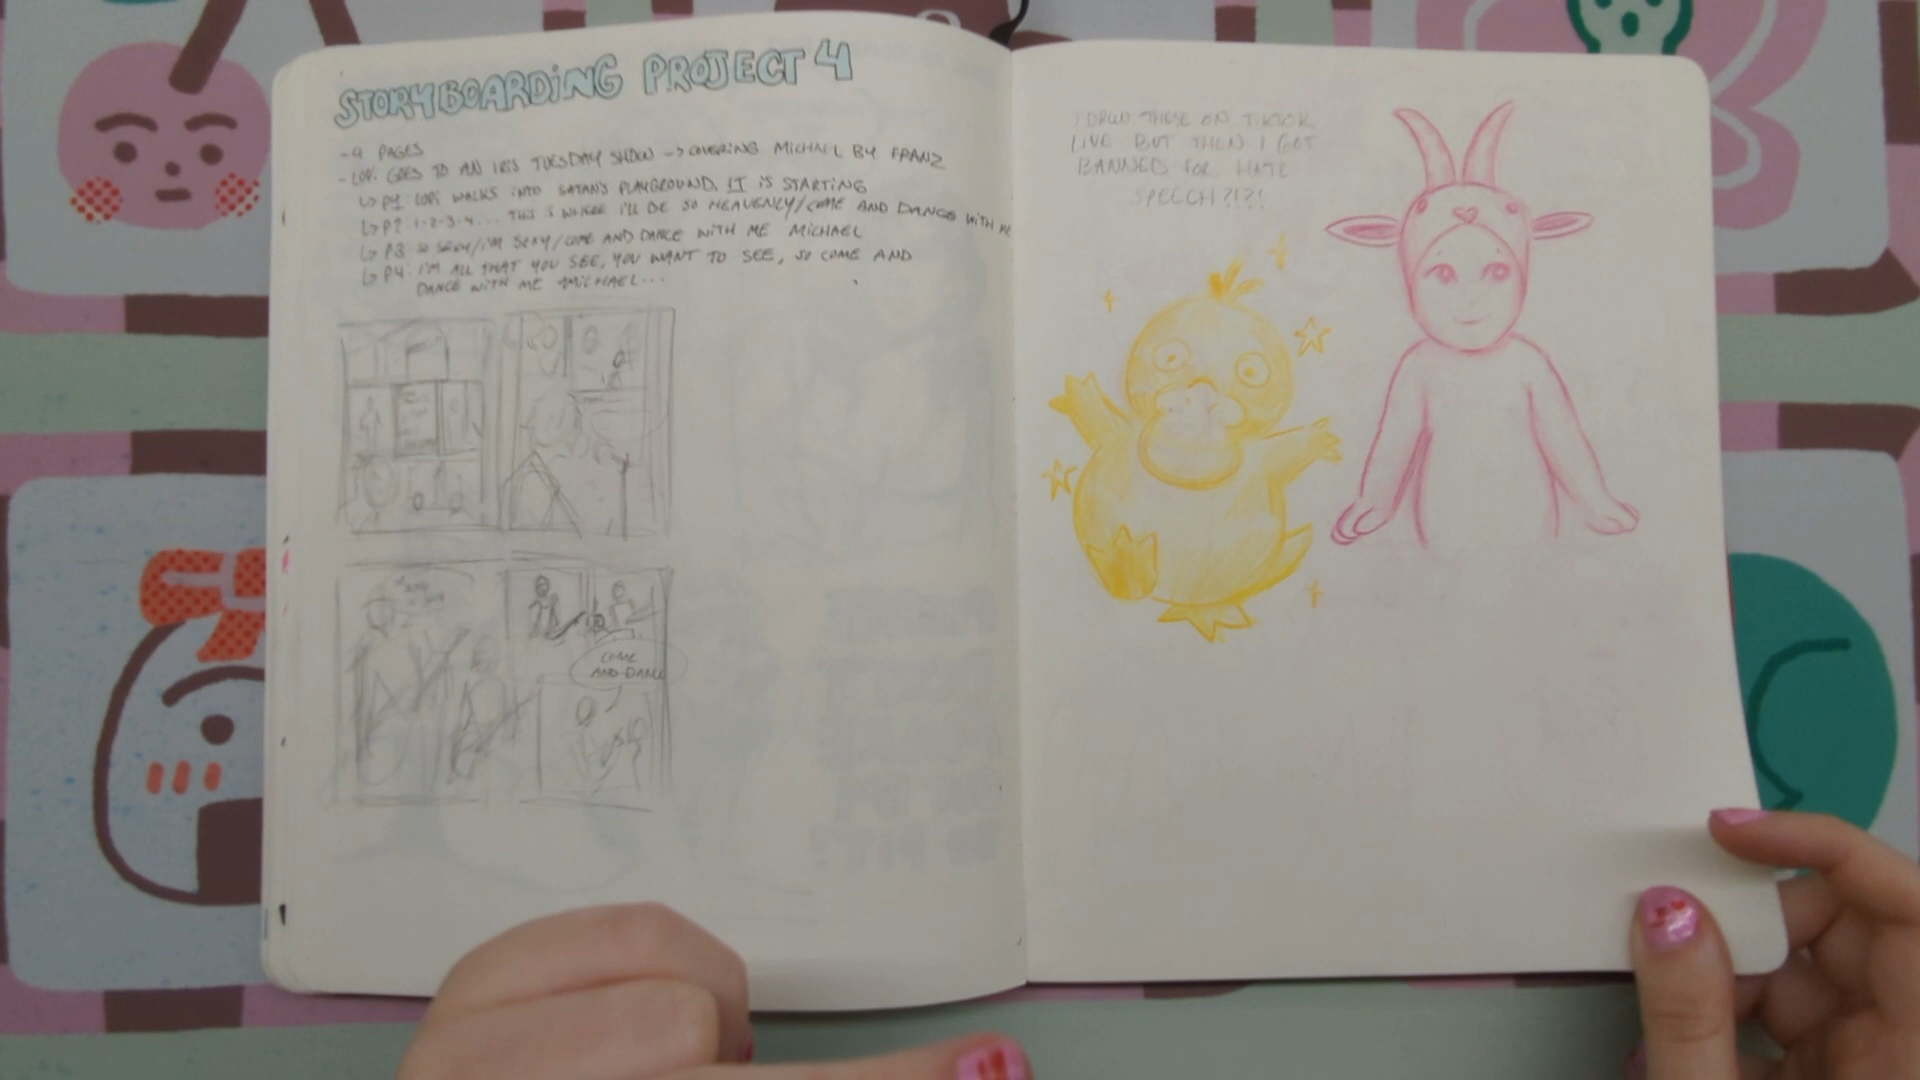 STORYBOARDING PROJECT 4
- 4 PAGES
- LORI GOES TO AN IRIS TUESDAY SHOW -> COVERING MICHAEL BY FRANZ
↳ P1: LORI WALKS INTO SATAN'S PLAYGROUND. IT IS STARTING
↳ P2: 1-2-3-4... THIS IS WHERE I'LL BE SO HEAVENLY/COME AND DANCE WITH ME
↳ P3: SO SEXY/I'M SEXY/COME AND DANCE WITH ME MICHAEL
↳ P4: I'M ALL THAT YOU SEE, YOU WANT TO SEE, SO COME AND
DANCE WITH ME MICHAEL...
COME
AND DANCE
I DREW THESE ON TIKTOK
LIVE BUT THEN I GOT
BANNED FOR HATE
SPEECH?!?!